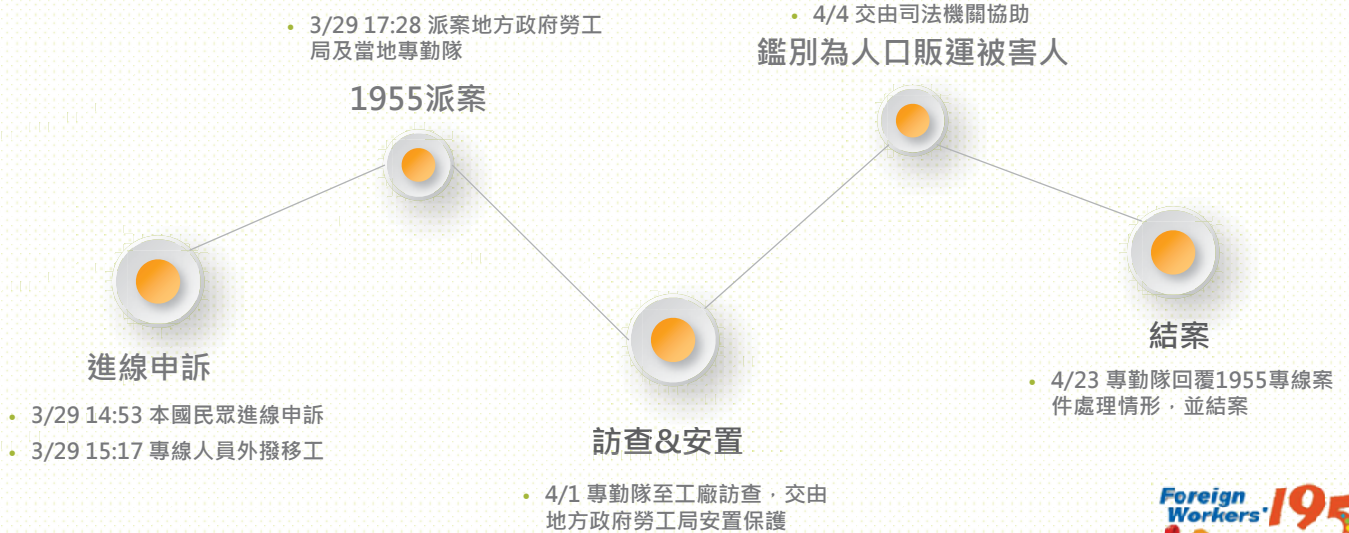 進線申訴
• 3/29 14:53 本國民眾進線申訴
• 3/29 15:17 專線人員外撥移工
• 3/29 17:28 派案地方政府勞工
局及當地專勤隊
1955派案
訪查&安置
• 4/1 專勤隊至工廠訪查，交由
地方政府勞工局安置保護
• 4/4 交由司法機關協助
鑑別為人口販運被害人
結案
• 4/23 專勤隊回覆1955專線案
件處理情形，並結案
Foreign
Workers' 195